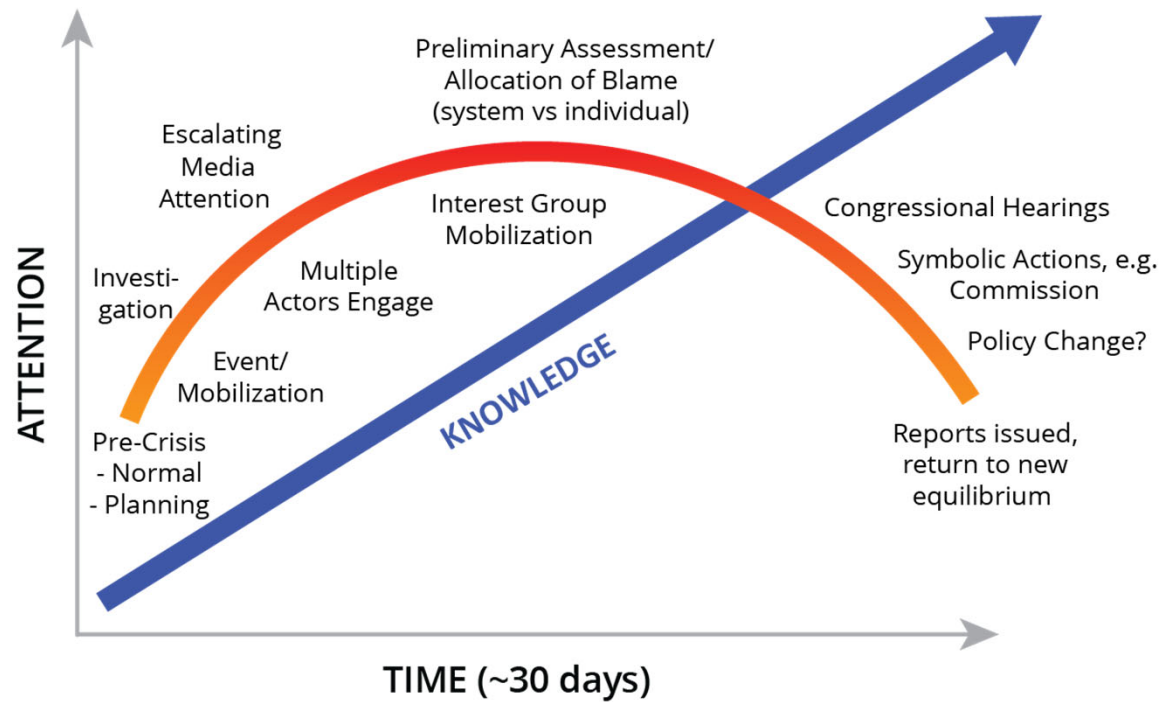 Preliminary Assessment/
Allocation of Blame
(system vs individual)
Escalating
Media
Attention
Interest Group
Mobilization
Congressional Hearings
Investi-
gation
Multiple
Actors Engage
Symbolic Actions, e.g.
Commission
Policy Change?
Event/
Mobilization
KNOWLEDGE
ATTENTION
Pre-Crisis
- Normal
- Planning
Reports issued,
return to new
equilibrium
TIME (~30 days)